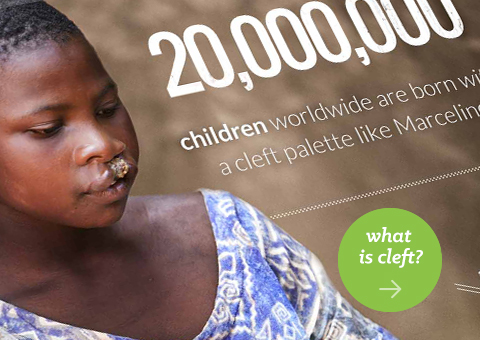 20,000,000
children worldwide are born
a cleft palette like
what
is cleft?